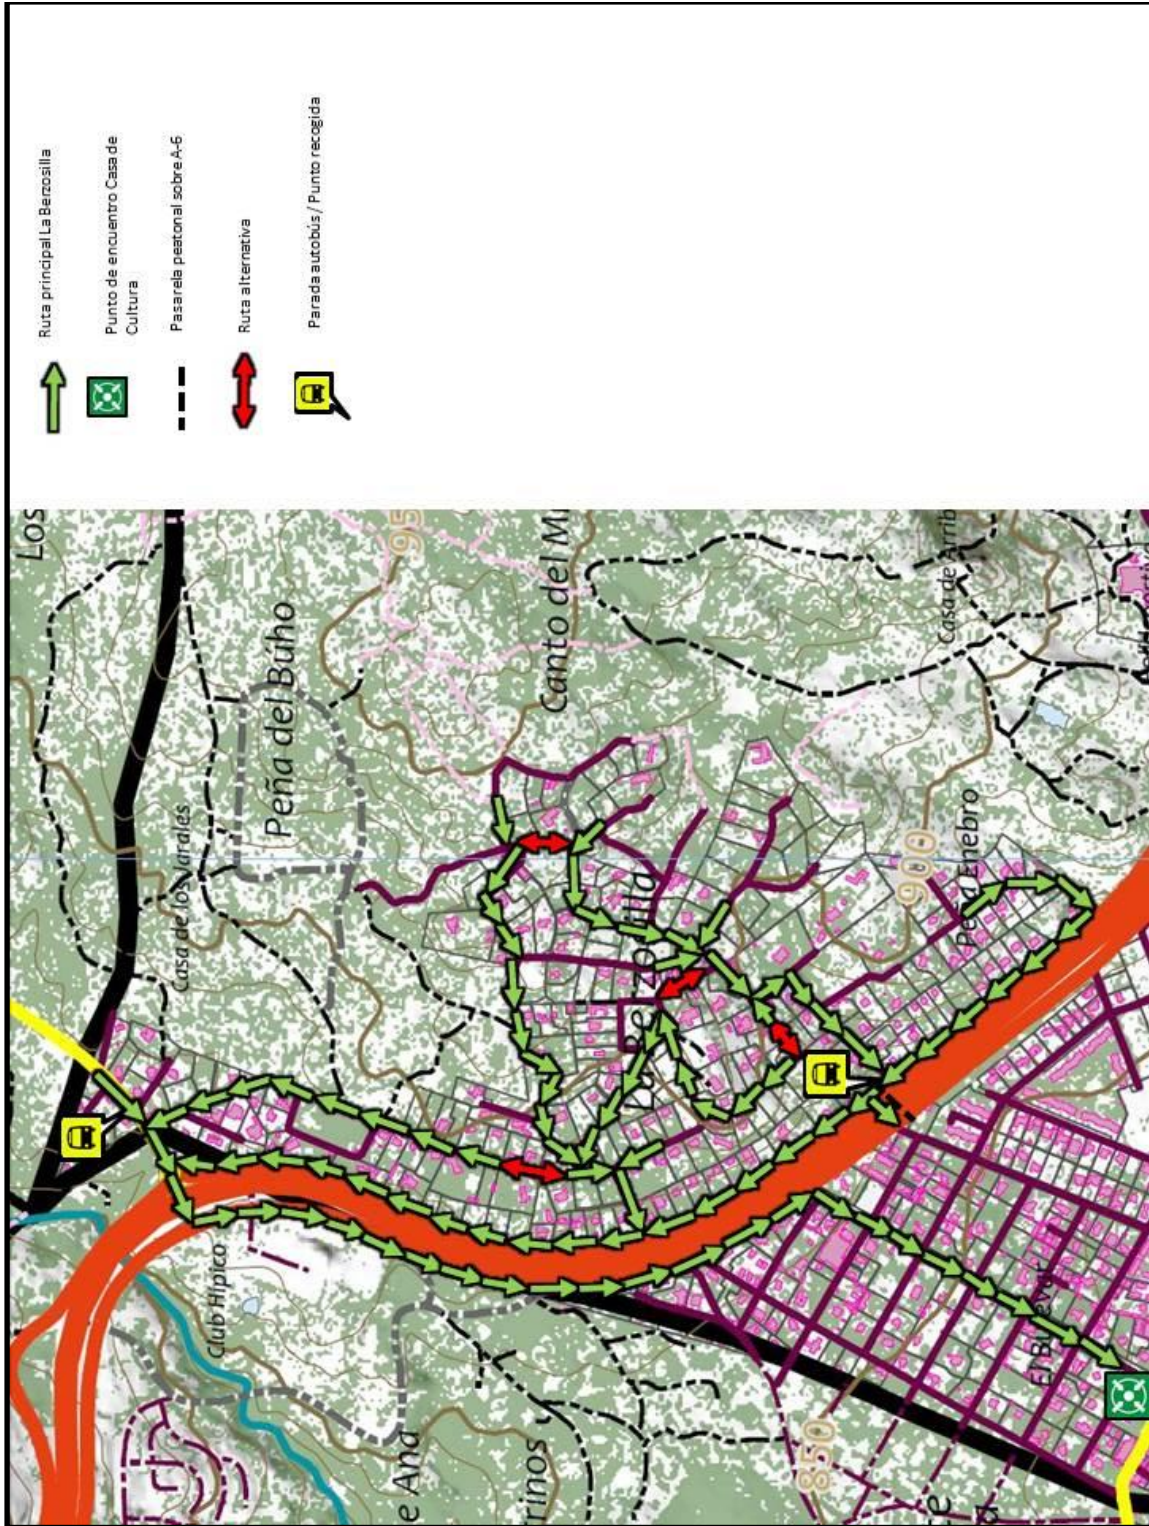 Ruta principal La Berzosilla
Punto de encuentro Casa de
Cultura
Pasarela peatonal sobre A-6
Ruta alternativa
Parada autobús / Punto recogida
Los
Peña del Búho
95
Canto del Mi
Casa de Arrib
Casa de los Jarales
900
Peña Enebro
Club Hípico
El Bulevar
850
e Ana
rinos